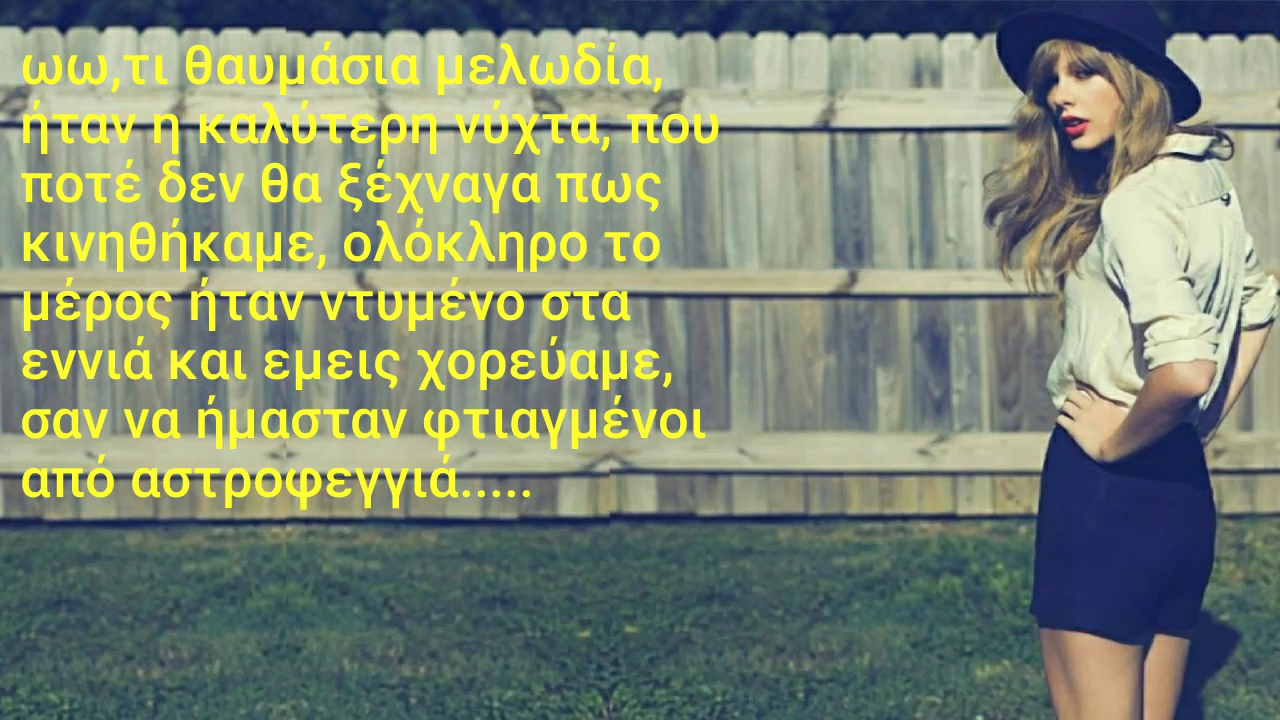 ωω,τι θαυμάσια μελωδία,
ήταν η καλύτερη νύχτα, που
ποτέ δεν θα ξέχναγα πως
κινηθήκαμε, ολόκληρο το
μέρος ήταν ντυμένο στα
εννιά και εμεις χορεύαμε,
σαν να ήμασταν φτιαγμένοι
από αστροφεγγιά.....